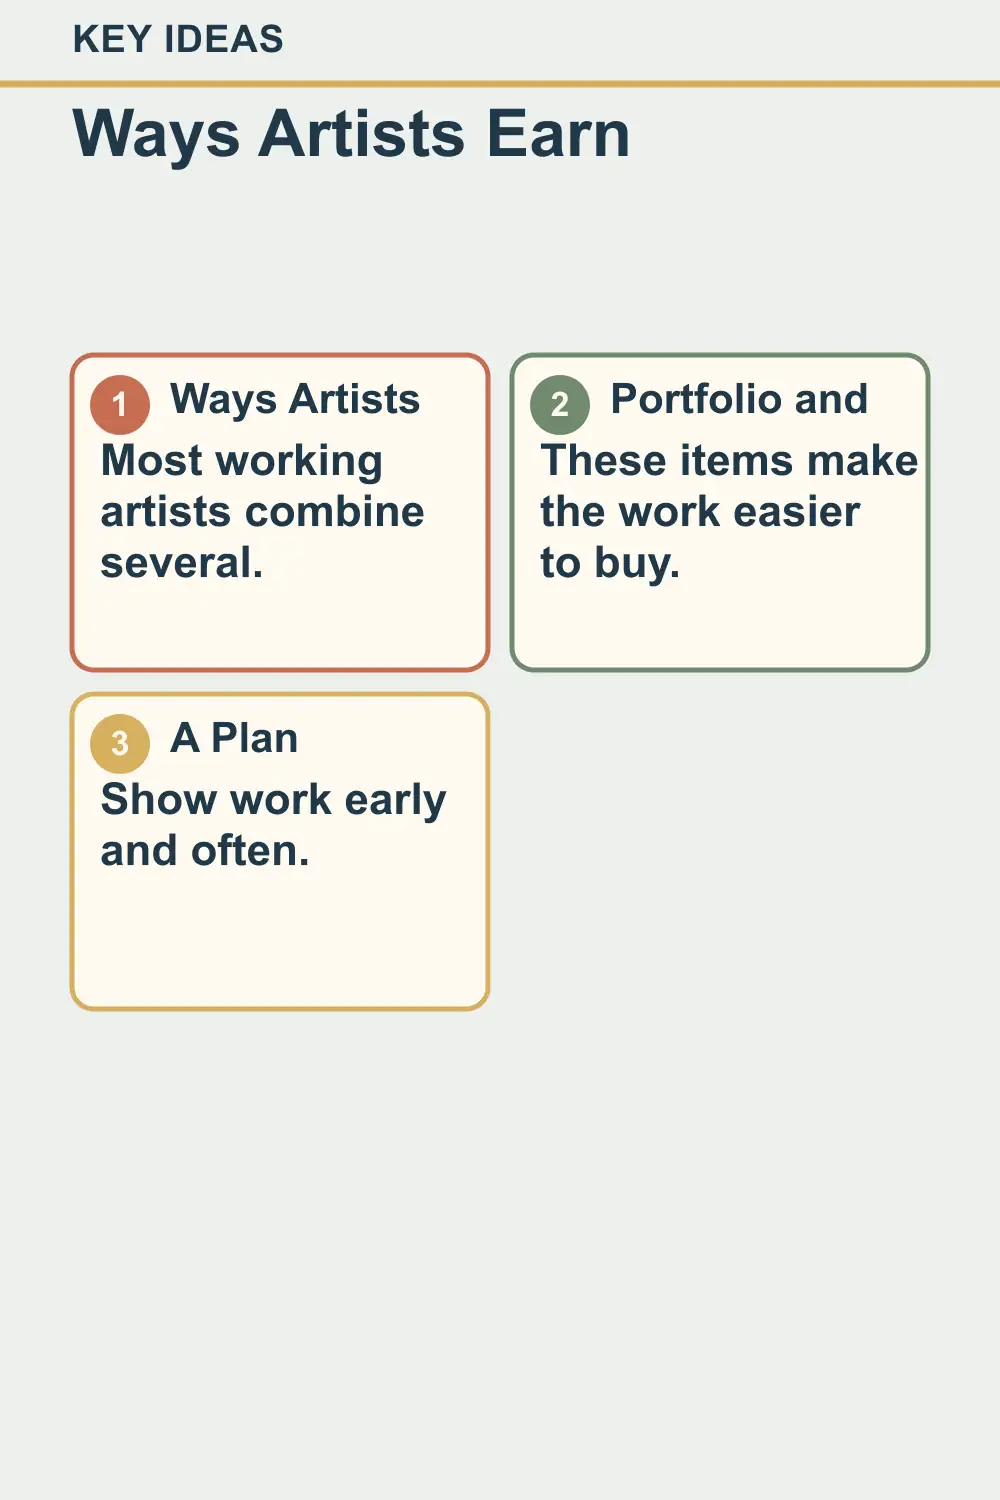 KEY IDEAS
Ways Artists Earn
1 Ways Artists
Most working
artists combine
several.
2 Portfolio and
These items make
the work easier
to buy.
3 A Plan
Show work early
and often.